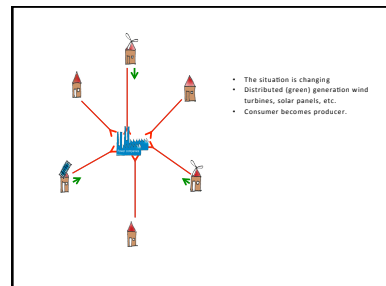 • The situation is changing
• Distributed (green) generation wind
turbines, solar panels, etc.
• Consumer becomes producer.